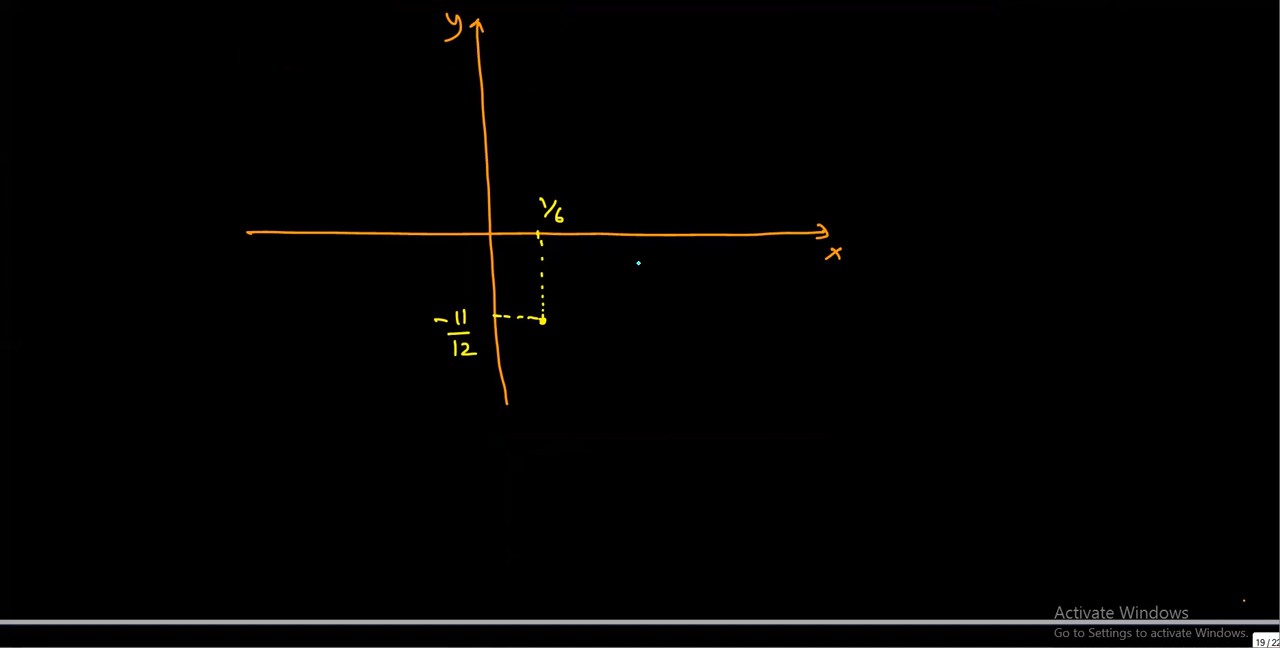 y
1/6
x
-11/12
Activate Windows
Go to Settings to activate Windows.
19 / 22